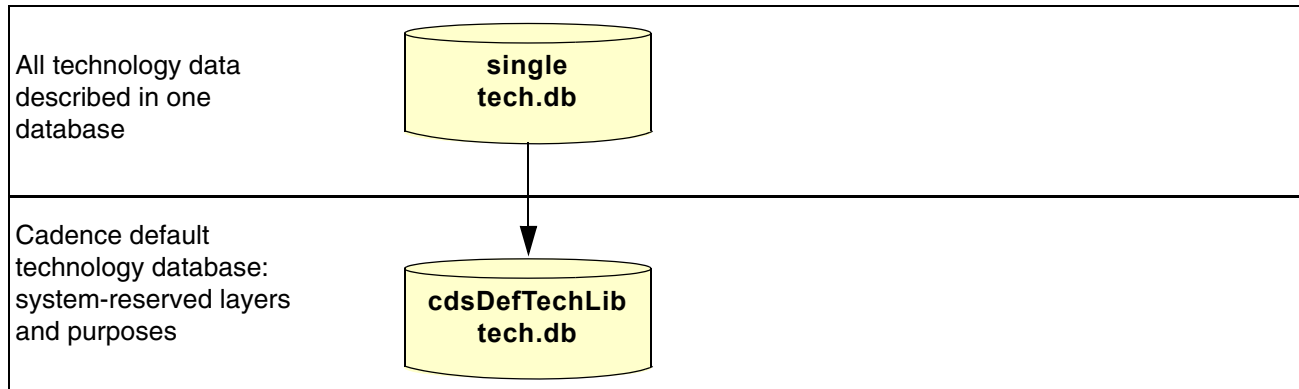 All technology data
described in one
database
single
tech.db
Cadence default
technology database:
system-reserved layers
and purposes
cdsDefTechLib
tech.db